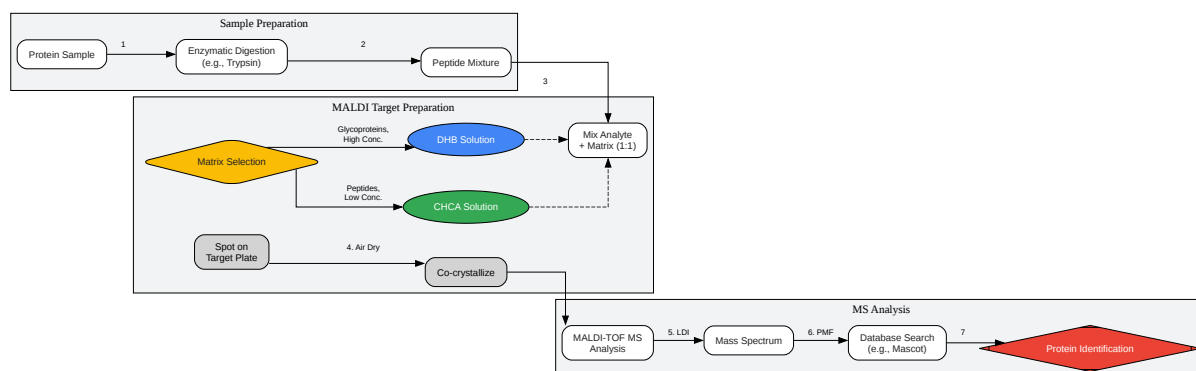 Sample Preparation
Protein Sample
1
Enzymatic Digestion
(e.g., Trypsin)
2
Peptide Mixture
3
MALDI Target Preparation
Matrix Selection
Glycoproteins,
High Conc.
DHB Solution
Mix Analyte
+ Matrix (1:1)
Peptides,
Low Conc.
CHCA Solution
Spot on
Target Plate
4. Air Dry
Co-crystallize
MS Analysis
MALDI-TOF MS
Analysis
5. LDI
Mass Spectrum
6. PMF
Database Search
(e.g., Mascot)
7
Protein Identification